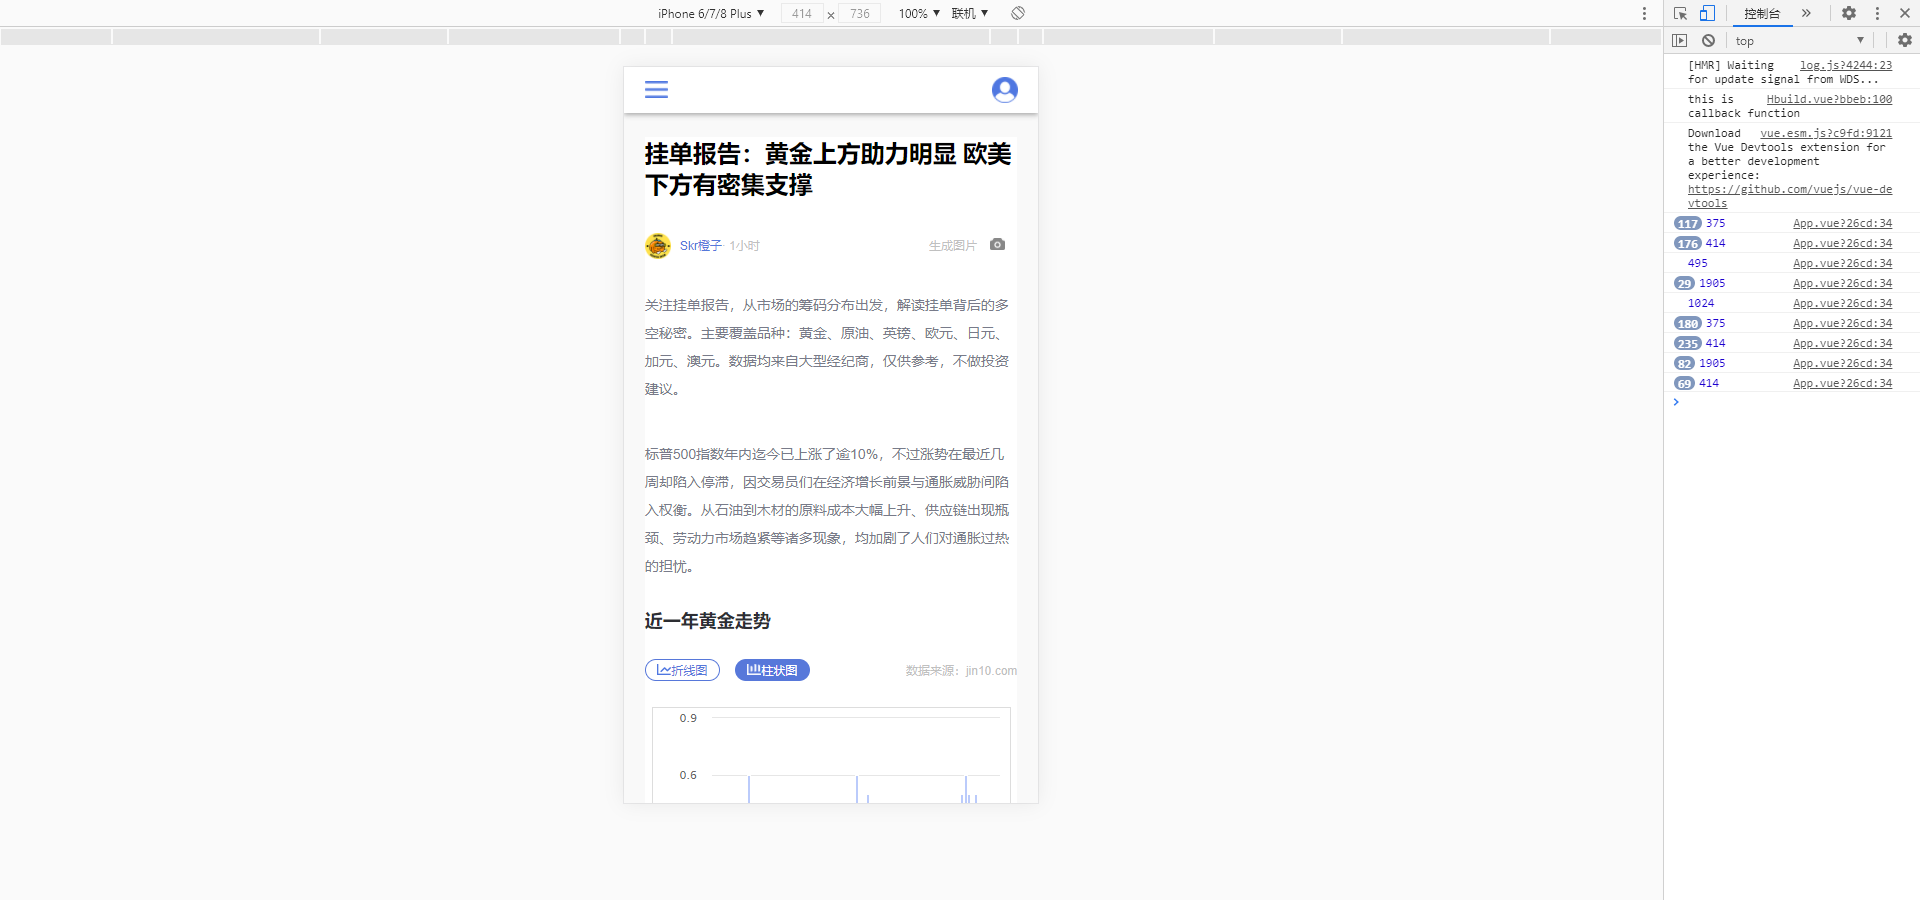 iPhone 6/7/8 Plus ▼ 414 × 736 100% ▼ 联机 ▼
挂单报告：黄金上方助力明显 欧美
下方有密集支撑
Skr橙子 1小时 生成图片
关注挂单报告，从市场的筹码分布出发，解读挂单背后的多
空秘密。主要覆盖品种：黄金、原油、英镑、欧元、日元、
加元、澳元。数据均来自大型经纪商，仅供参考，不做投资
建议。
标普500指数年内迄今已上涨了逾10%，不过涨势在最近几
周却陷入停滞，因交易员们在经济增长前景与通胀威胁间陷
入权衡。从石油到木材的原料成本大幅上升、供应链出现瓶
颈、劳动力市场趋紧等诸多现象，均加剧了人们对通胀过热
的担忧。
近一年黄金走势
折线图 柱状图 数据来源：jin10.com
0.9
0.6
控制台 »
top ▼
[HMR] Waiting log.js?4244:23
for update signal from WDS...
this is Hbuild.vue?bbeb:100
callback function
Download vue.esm.js?c9fd:9121
the Vue Devtools extension for
a better development
experience:
https://github.com/vuejs/vue-de
vtools
117 375 App.vue?26cd:34
176 414 App.vue?26cd:34
495 App.vue?26cd:34
29 1905 App.vue?26cd:34
1024 App.vue?26cd:34
180 375 App.vue?26cd:34
235 414 App.vue?26cd:34
82 1905 App.vue?26cd:34
69 414 App.vue?26cd:34